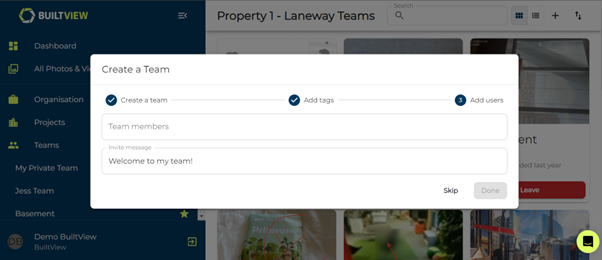 BUILTVIEW
Property 1 - Laneway Teams
Search
Dashboard
All Photos & Vi
Organisation
Projects
Teams
My Private Team
Jess Team
Basement
Demo BuiltView
BuiltView
Create a Team
Create a team
Add tags
3 Add users
Team members
Invite message
Welcome to my team!
Skip
Done
ent
ded last year
Leave